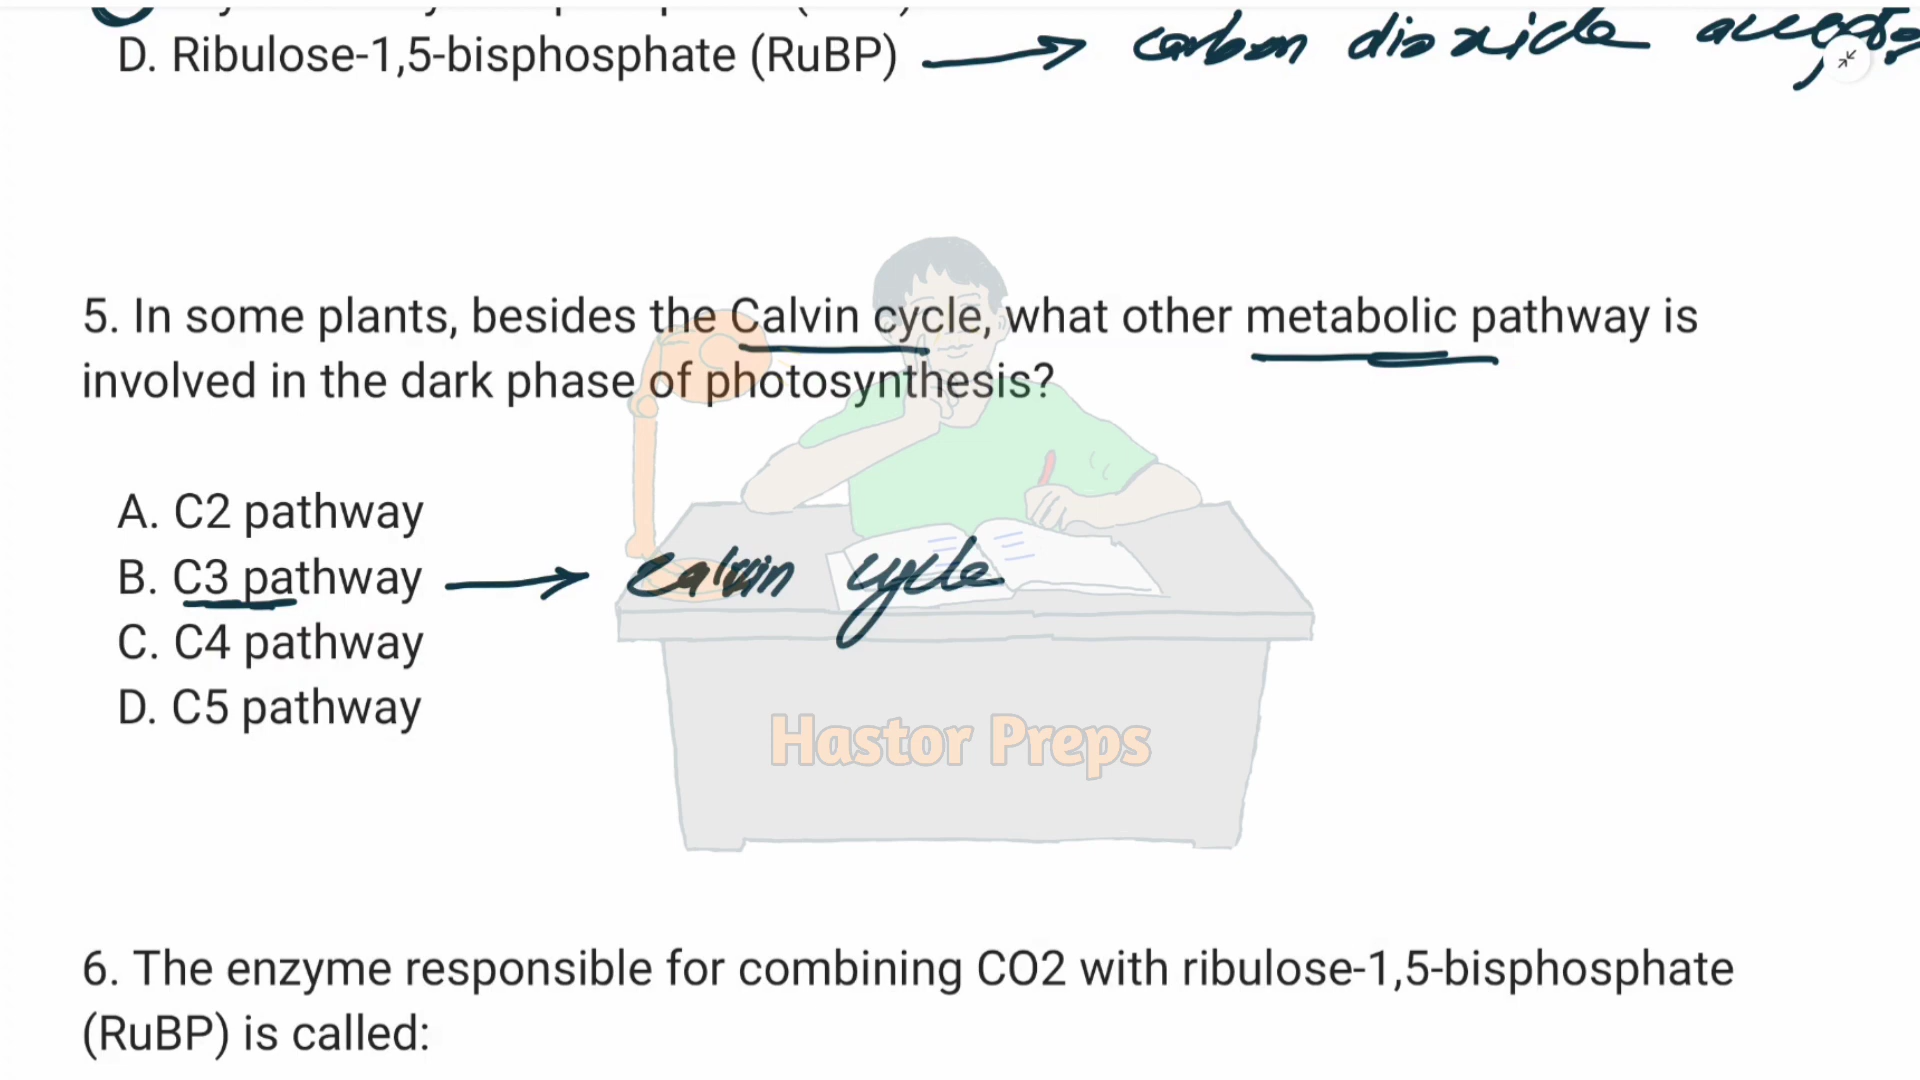 D. Ribulose-1,5-bisphosphate (RuBP) → carbon dioxide
5. In some plants, besides the Calvin cycle, what other metabolic pathway is
involved in the dark phase of photosynthesis?
A. C2 pathway
B. C3 pathway → calvin cycle
C. C4 pathway
D. C5 pathway
Hastor Preps
6. The enzyme responsible for combining CO2 with ribulose-1,5-bisphosphate
(RuBP) is called: